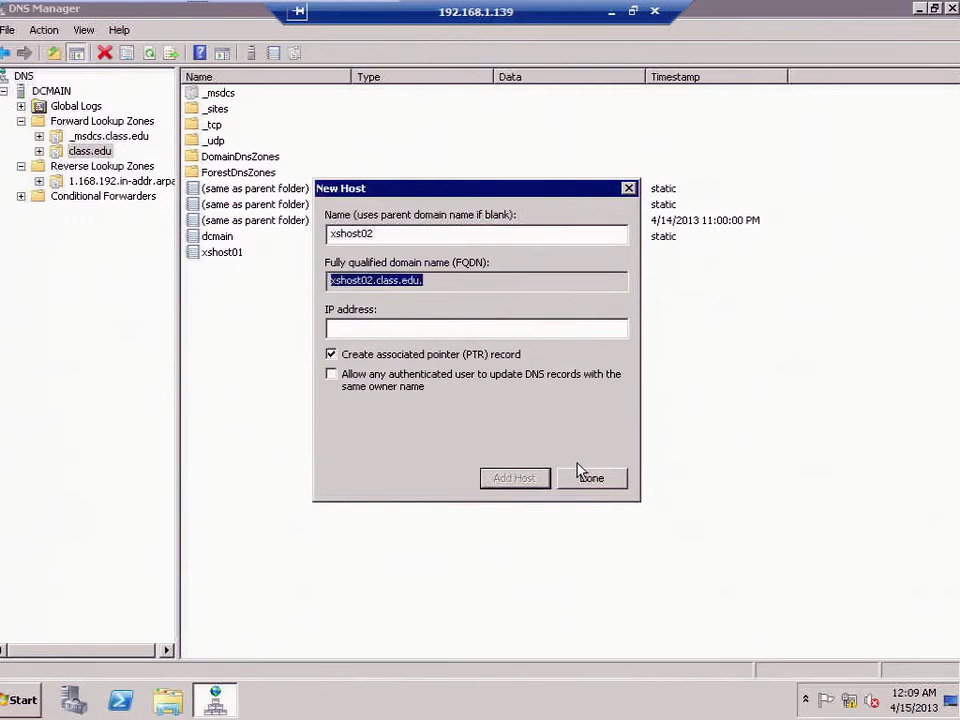 DNS Manager
192.168.1.139
File Action View Help
DNS
DCMAIN
Global Logs
Forward Lookup Zones
_msdcs.class.edu
class.edu
Reverse Lookup Zones
1.168.192.in-addr.arpa
Conditional Forwarders
Name Type Data Timestamp
_msdcs
_sites
_tcp
_udp
DomainDnsZones
ForestDnsZones
(same as parent folder) static
(same as parent folder) static
(same as parent folder) 4/14/2013 11:00:00 PM
dcmain static
xshost01
New Host
Name (uses parent domain name if blank):
xshost02
Fully qualified domain name (FQDN):
xshost02.class.edu.
IP address:
Create associated pointer (PTR) record
Allow any authenticated user to update DNS records with the
same owner name
Add Host Done
Start
12:09 AM
4/15/2013